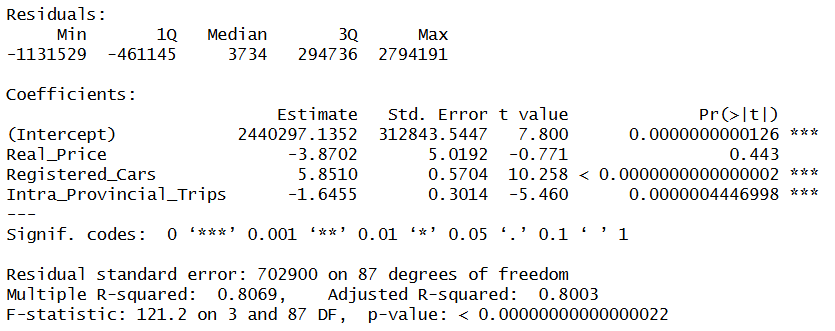 Residuals:
     Min       1Q   Median       3Q      Max
-1131529  -461145     3734   294736  2794191

Coefficients:
                            Estimate   Std. Error t value             Pr(>|t|)
(Intercept)             2440297.1352  312843.5447   7.800      0.0000000000126 ***
Real_Price                   -3.8702       5.0192  -0.771                0.443
Registered_Cars               5.8510       0.5704  10.258 < 0.0000000000000002 ***
Intra_Provincial_Trips       -1.6455       0.3014  -5.460      0.0000004446998 ***
---
Signif. codes:  0 ‘***’ 0.001 ‘**’ 0.01 ‘*’ 0.05 ‘.’ 0.1 ‘ ’ 1

Residual standard error: 702900 on 87 degrees of freedom
Multiple R-squared:  0.8069,    Adjusted R-squared:  0.8003
F-statistic: 121.2 on 3 and 87 DF,  p-value: < 0.00000000000000022